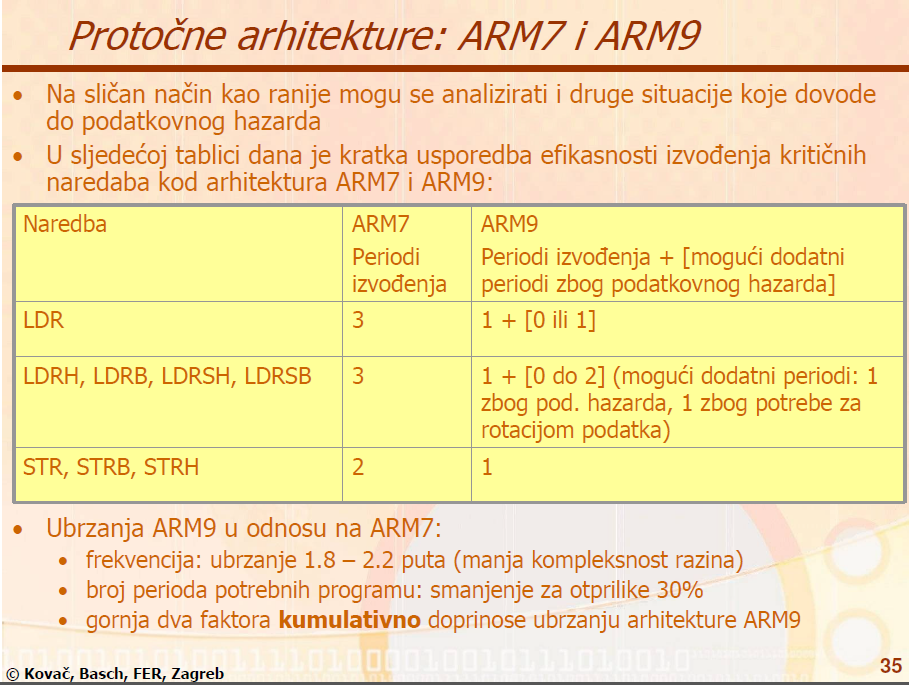 Protočne arhitekture: ARM7 i ARM9
• Na sličan način kao ranije mogu se analizirati i druge situacije koje dovode
do podatkovnog hazarda
• U sljedećoj tablici dana je kratka usporedba efikasnosti izvođenja kritičnih
naredaba kod arhitektura ARM7 i ARM9:
Naredba
ARM7
Periodi
izvođenja
ARM9
Periodi izvođenja + [mogući dodatni
periodi zbog podatkovnog hazarda]
LDR
3
1 + [0 ili 1]
LDRH, LDRB, LDRSH, LDRSB
3
1 + [0 do 2] (mogući dodatni periodi: 1
zbog pod. hazarda, 1 zbog potrebe za
rotacijom podatka)
STR, STRB, STRH
2
1
• Ubrzanja ARM9 u odnosu na ARM7:
• frekvencija: ubrzanje 1.8 – 2.2 puta (manja kompleksnost razina)
• broj perioda potrebnih programu: smanjenje za otprilike 30%
• gornja dva faktora kumulativno doprinose ubrzanju arhitekture ARM9
© Kovač, Basch, FER, Zagreb
35